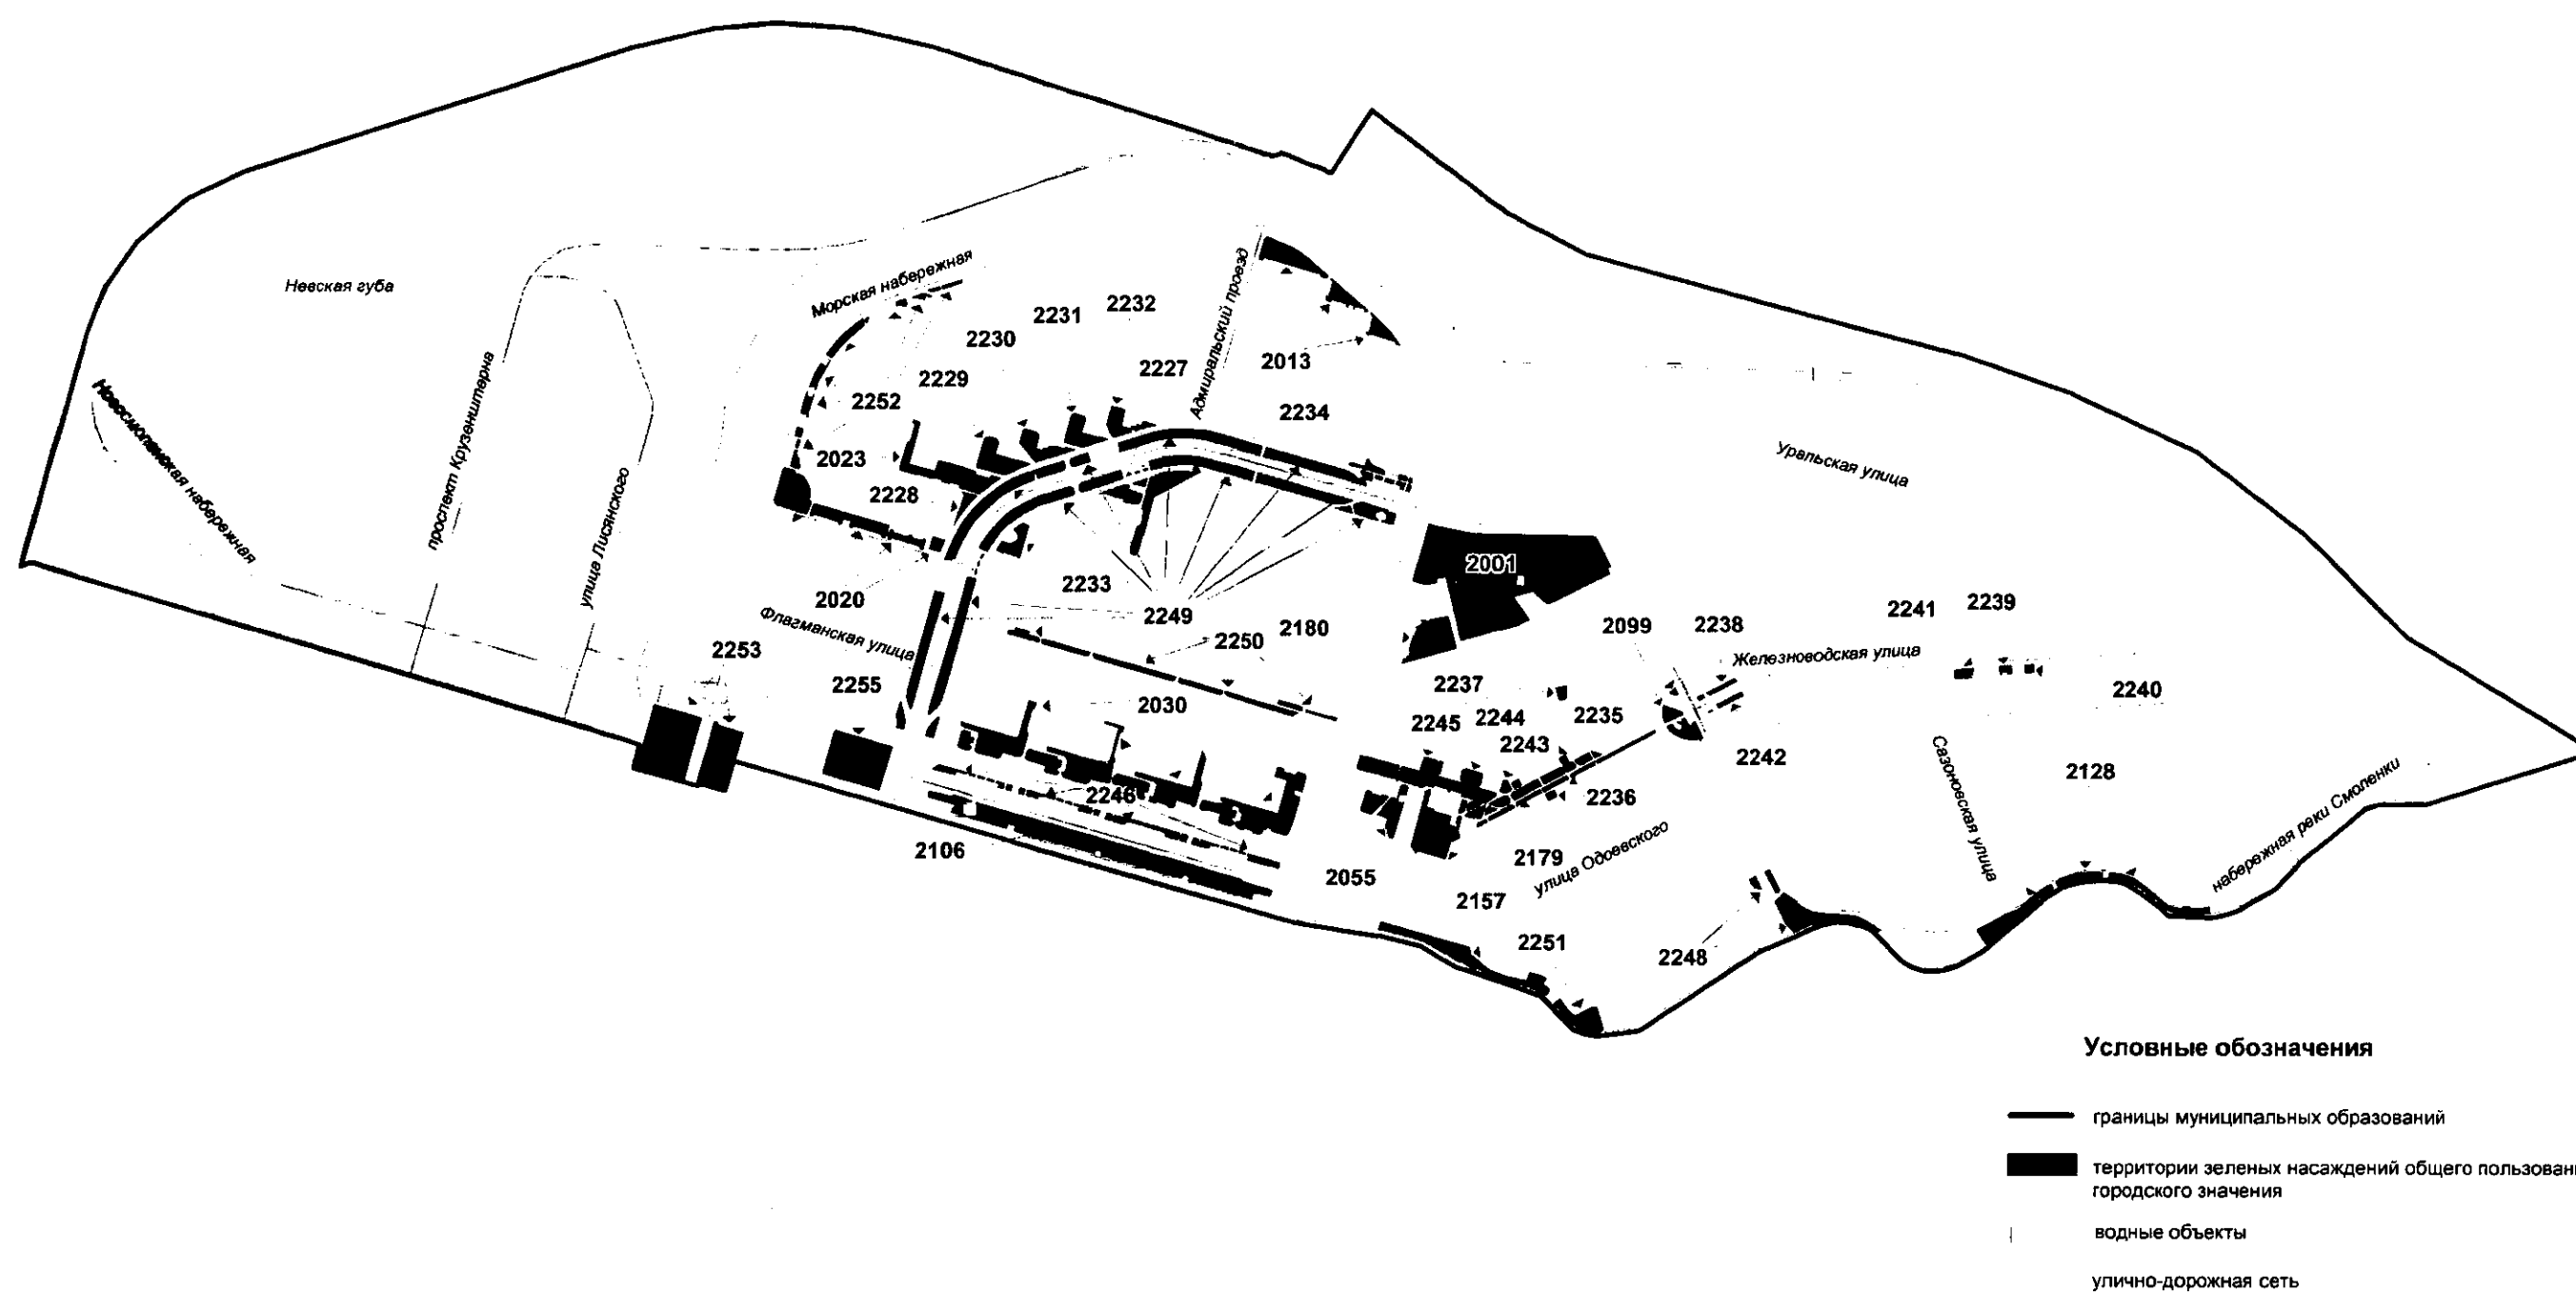 Невская губа
Новосмоленская набережная
проспект Крузенштерна
улица Лисянского
Морская набережная
Адмиральский проезд
2232
2231
2230
2227
2013
2229
2252
2234
2023
2228
Уральская улица
2001
2233
2020
2249
Флагманская улица
2250
2180
2253
2255
2030
2099
2238
2241
2239
Железноводская улица
2237
2240
2245
2244
2235
2243
2242
2236
Сазоновская улица
2128
2246
2106
2179
2055
улица Одоевского
2157
набережная реки Смоленки
2251
2248
Условные обозначения
границы муниципальных образований
территории зеленых насаждений общего пользован
городского значения
водные объекты
улично-дорожная сеть